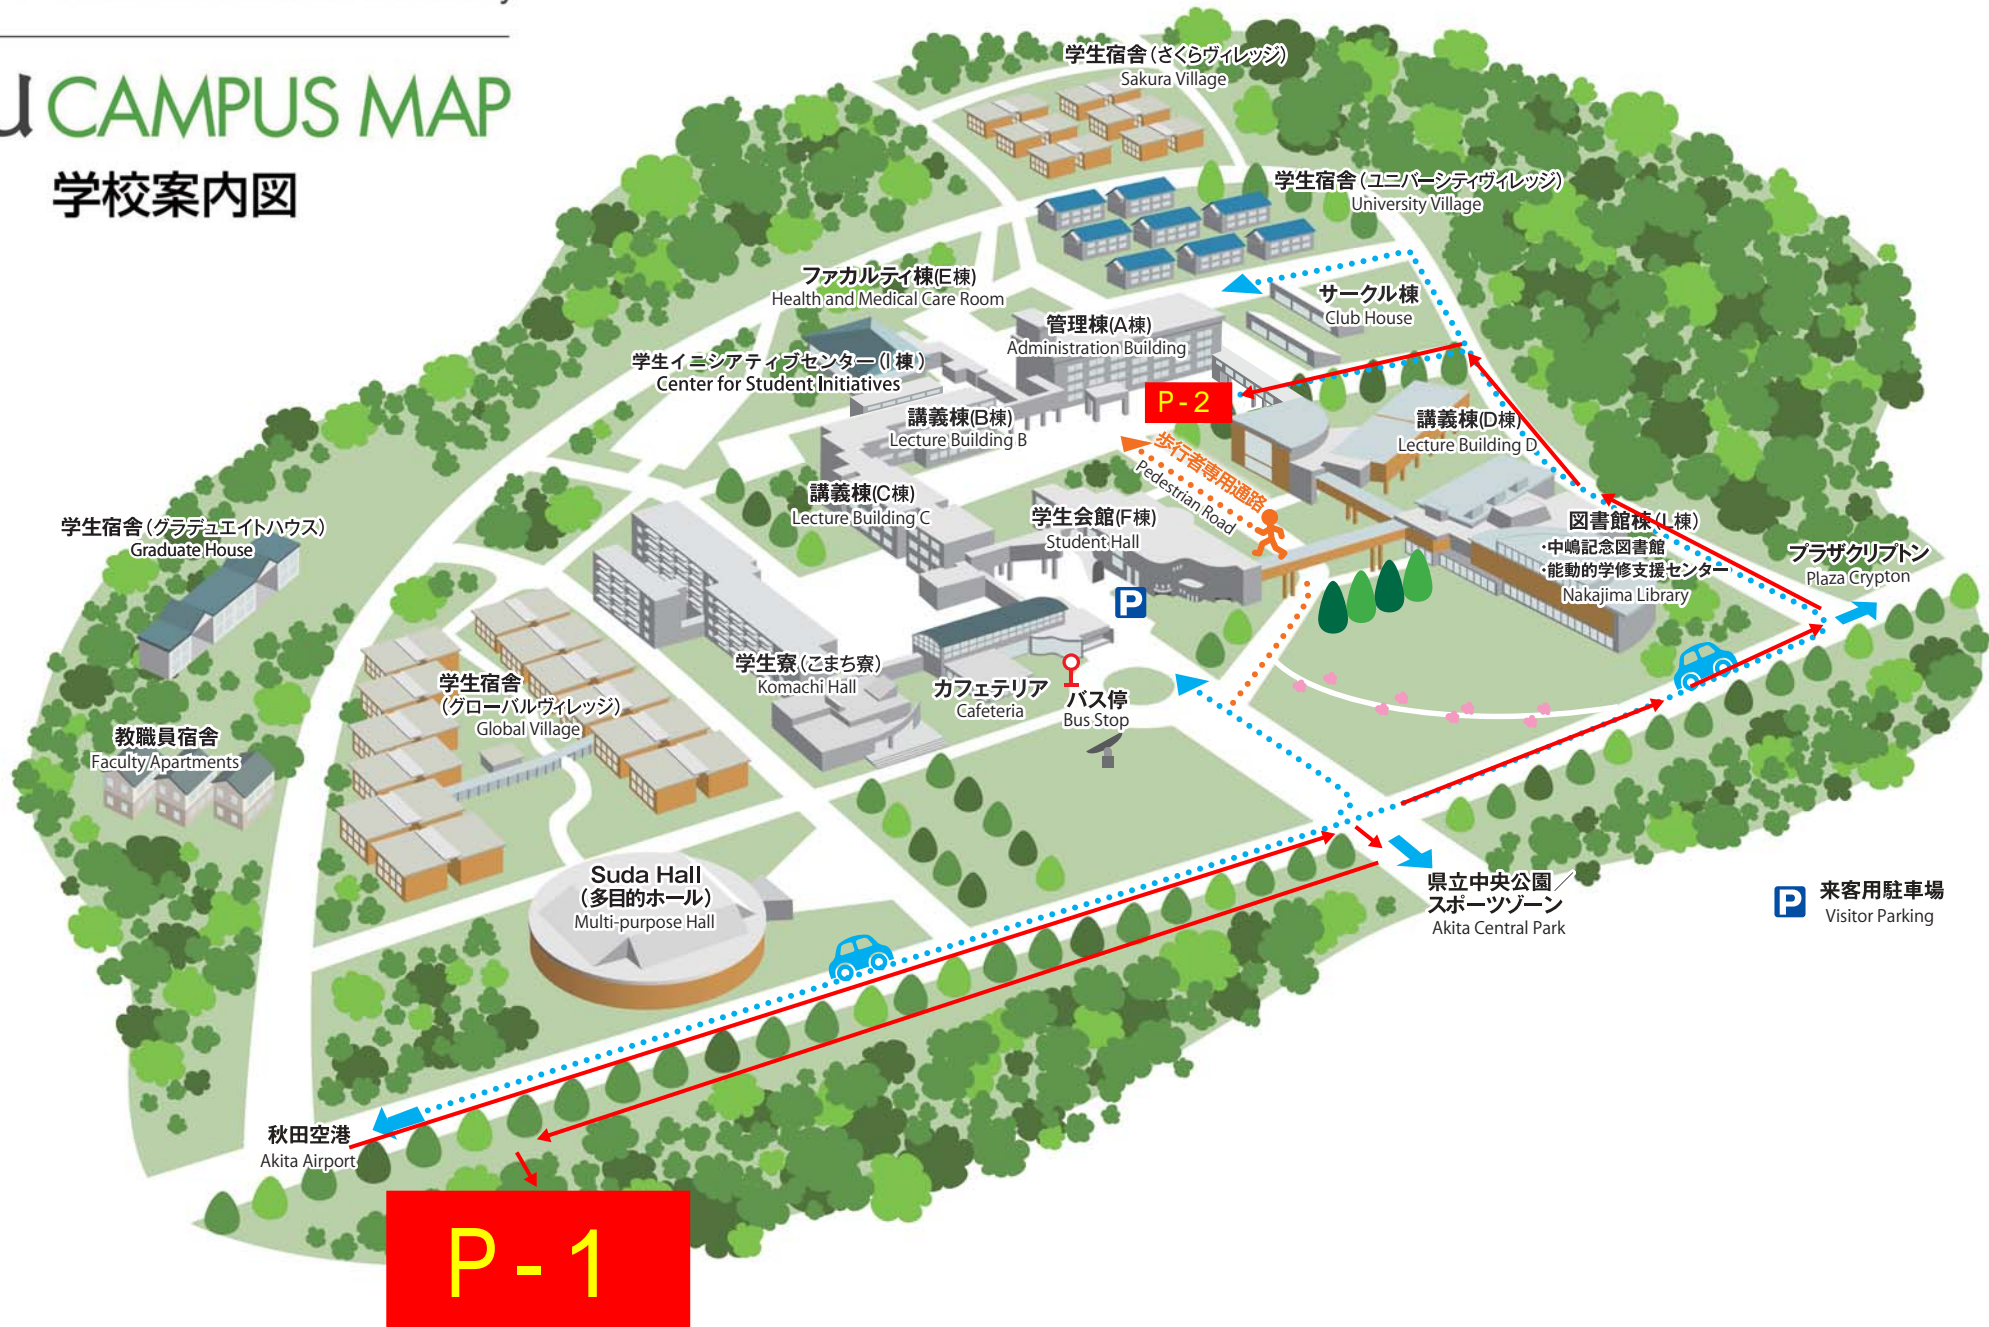 CAMPUS MAP
学校案内図
学生宿舎(さくらヴィレッジ)
Sakura Village
学生宿舎(ユニバーシティヴィレッジ)
University Village
ファカルティ棟(E棟)
Health and Medical Care Room
サークル棟
Club House
管理棟(A棟)
Administration Building
学生イニシアティブセンター(I棟)
Center for Student Initiatives
P-2
講義棟(B棟)
Lecture Building B
講義棟(D棟)
Lecture Building D
歩行者専用通路
Pedestrian Road
講義棟(C棟)
Lecture Building C
学生会館(F棟)
Student Hall
図書館棟(L棟)
・中嶋記念図書館
・能動的学修支援センター
Nakajima Library
学生宿舎(グラデュエイトハウス)
Graduate House
プラザクリプトン
Plaza Crypton
P
学生寮(こまち寮)
Komachi Hall
カフェテリア
Cafeteria
バス停
Bus Stop
学生宿舎
(グローバルヴィレッジ)
Global Village
教職員宿舎
Faculty Apartments
Suda Hall
(多目的ホール)
Multi-purpose Hall
県立中央公園/
スポーツゾーン
Akita Central Park
P 来客用駐車場
Visitor Parking
秋田空港
Akita Airport
P-1